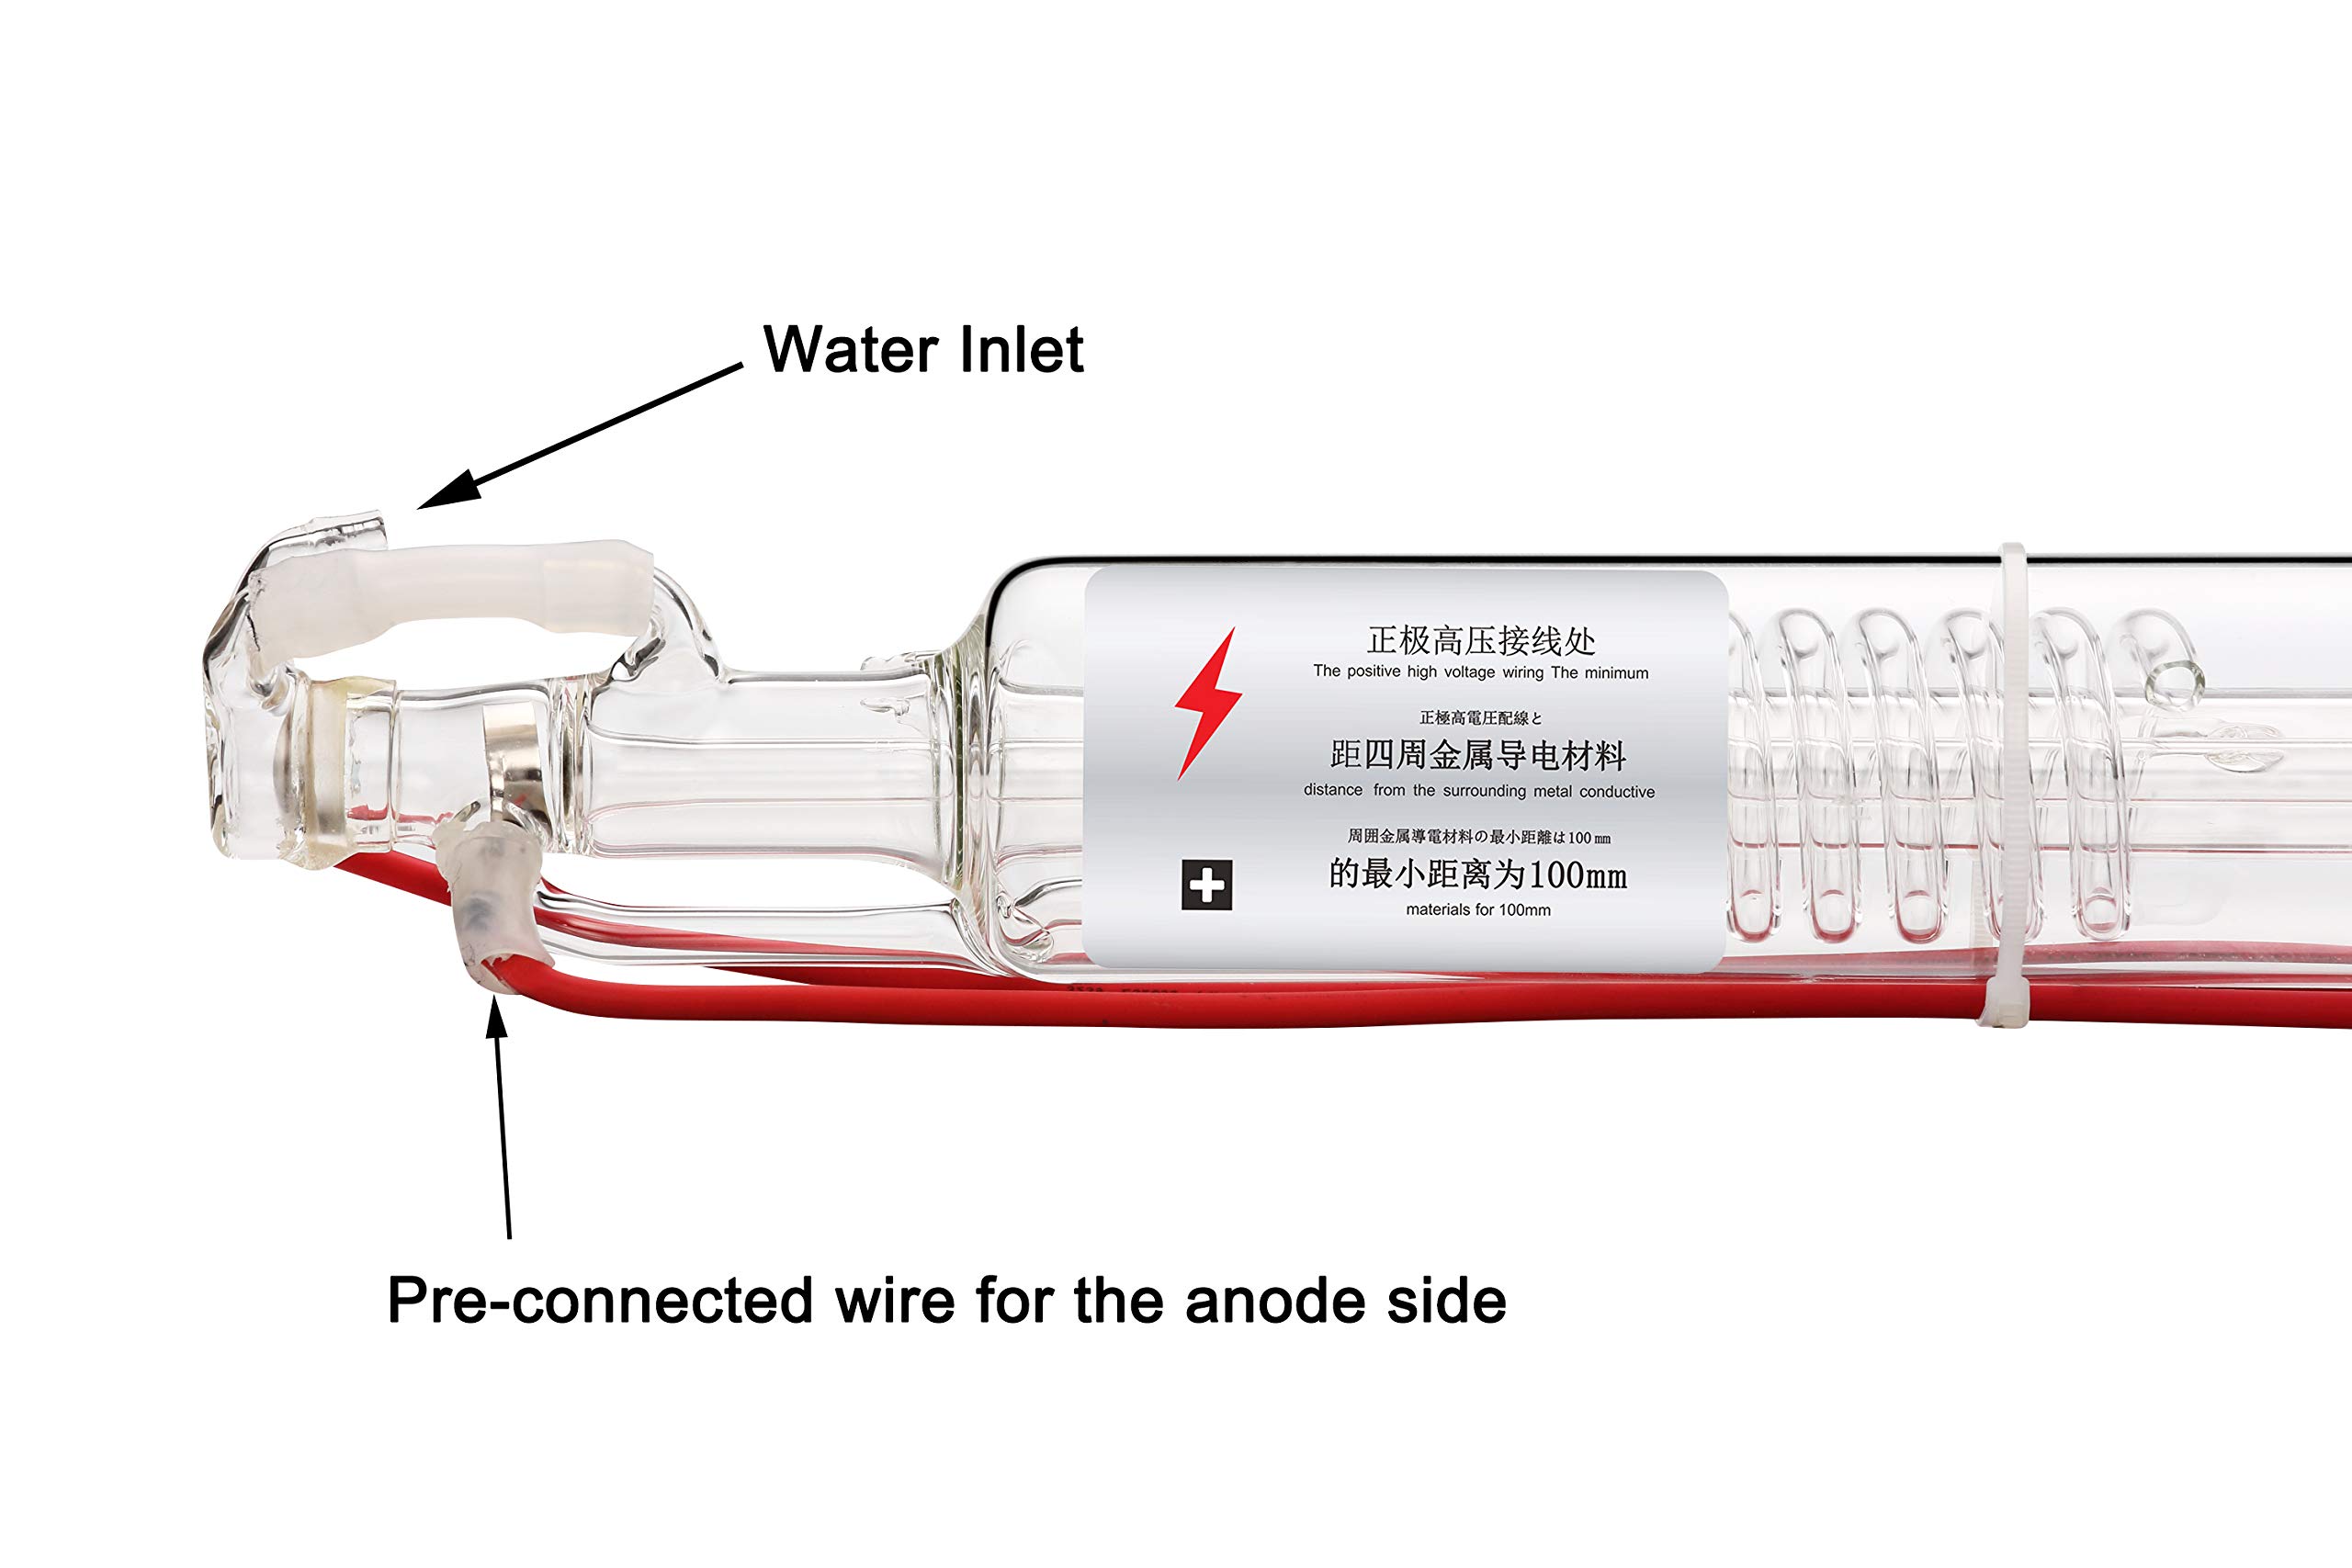 Water Inlet
正极高压接线处
The positive high voltage wiring The minimum
正極高電圧配線と
距四周金属导电材料
distance from the surrounding metal conductive
周囲金属導電材料の最小距離は100㎜
的最小距离为100mm
materials for 100mm
Pre-connected wire for the anode side